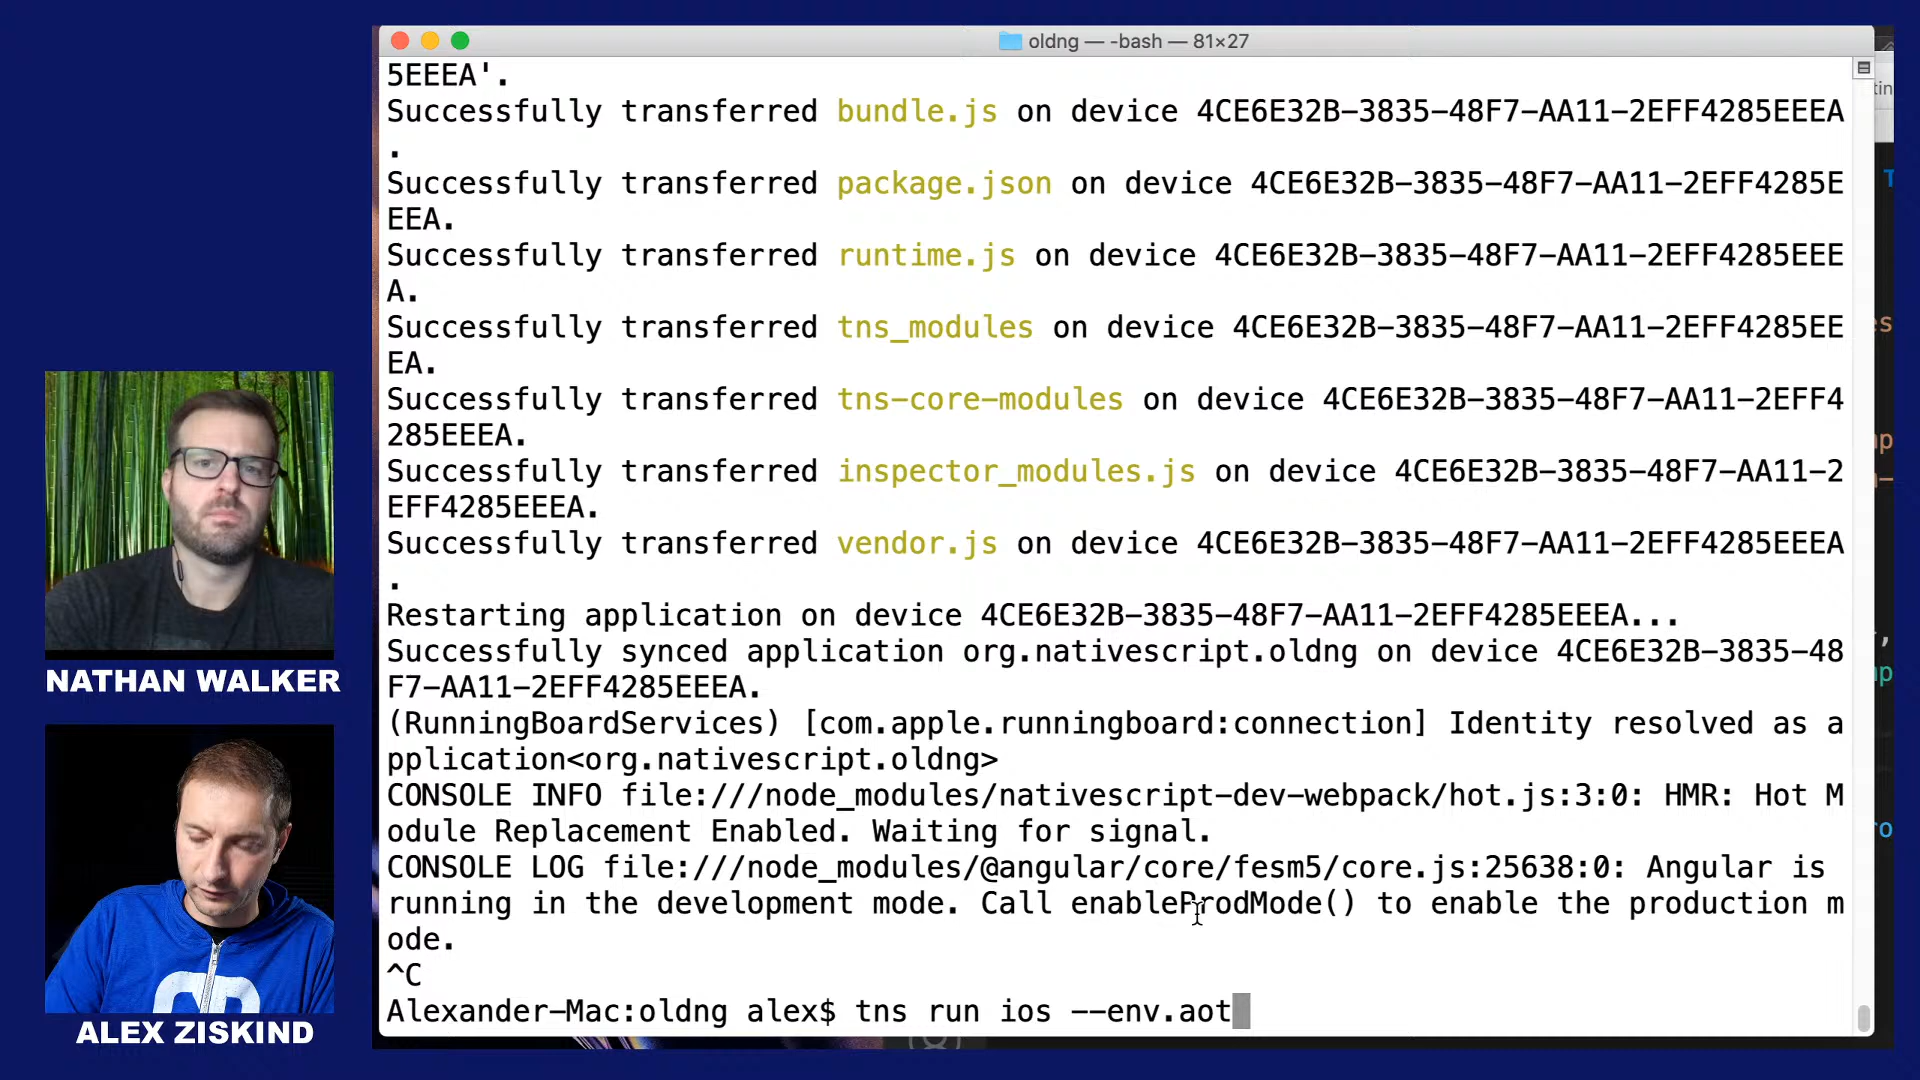 oldng — -bash — 81×27
5EEEA'.
Successfully transferred bundle.js on device 4CE6E32B-3835-48F7-AA11-2EFF4285EEEA
.
Successfully transferred package.json on device 4CE6E32B-3835-48F7-AA11-2EFF4285E
EEA.
Successfully transferred runtime.js on device 4CE6E32B-3835-48F7-AA11-2EFF4285EEE
A.
Successfully transferred tns_modules on device 4CE6E32B-3835-48F7-AA11-2EFF4285EE
EA.
Successfully transferred tns-core-modules on device 4CE6E32B-3835-48F7-AA11-2EFF4
285EEEA.
Successfully transferred inspector_modules.js on device 4CE6E32B-3835-48F7-AA11-2
EFF4285EEEA.
Successfully transferred vendor.js on device 4CE6E32B-3835-48F7-AA11-2EFF4285EEEA
.
Restarting application on device 4CE6E32B-3835-48F7-AA11-2EFF4285EEEA...
Successfully synced application org.nativescript.oldng on device 4CE6E32B-3835-48
F7-AA11-2EFF4285EEEA.
(RunningBoardServices) [com.apple.runningboard:connection] Identity resolved as a
pplication<org.nativescript.oldng>
CONSOLE INFO file:///node_modules/nativescript-dev-webpack/hot.js:3:0: HMR: Hot M
odule Replacement Enabled. Waiting for signal.
CONSOLE LOG file:///node_modules/@angular/core/fesm5/core.js:25638:0: Angular is
running in the development mode. Call enableProdMode() to enable the production m
ode.
^C
Alexander-Mac:oldng alex$ tns run ios --env.aot
NATHAN WALKER
ALEX ZISKIND